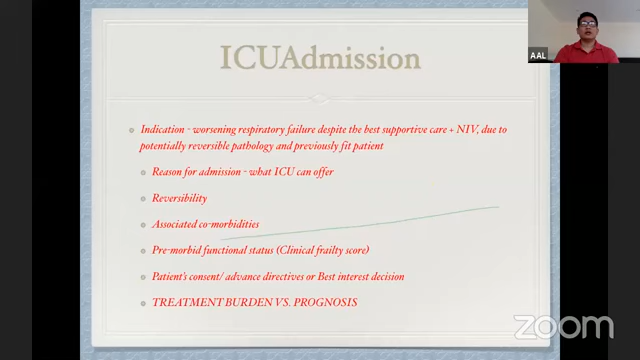 ICUAdmission
AAL
Indication - worsening respiratory failure despite the best supportive care + NIV, due to
potentially reversible pathology and previously fit patient
Reason for admission - what ICU can offer
Reversibility
Associated co-morbidities
Pre-morbid functional status (Clinical frailty score)
Patient's consent/ advance directives or Best interest decision
TREATMENT BURDEN VS. PROGNOSIS
zoom